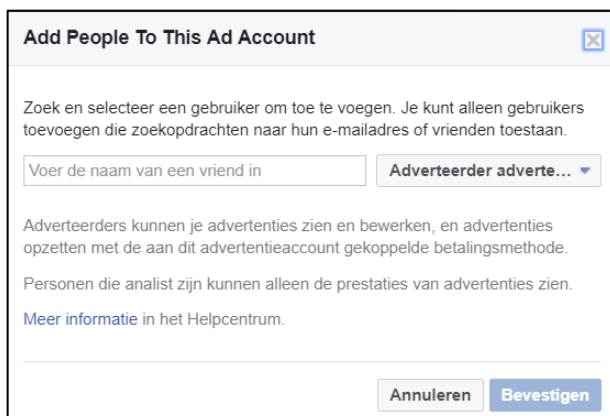 Add People To This Ad Account
Zoek en selecteer een gebruiker om toe te voegen. Je kunt alleen gebruikers
toevoegen die zoekopdrachten naar hun e-mailadres of vrienden toestaan.
Voer de naam van een vriend in
Adverteerder adverte...
Adverteerders kunnen je advertenties zien en bewerken, en advertenties
opzetten met de aan dit advertentieaccount gekoppelde betalingsmethode.
Personen die analist zijn kunnen alleen de prestaties van advertenties zien.
Meer informatie in het Helpcentrum.
Annuleren
Bevestigen